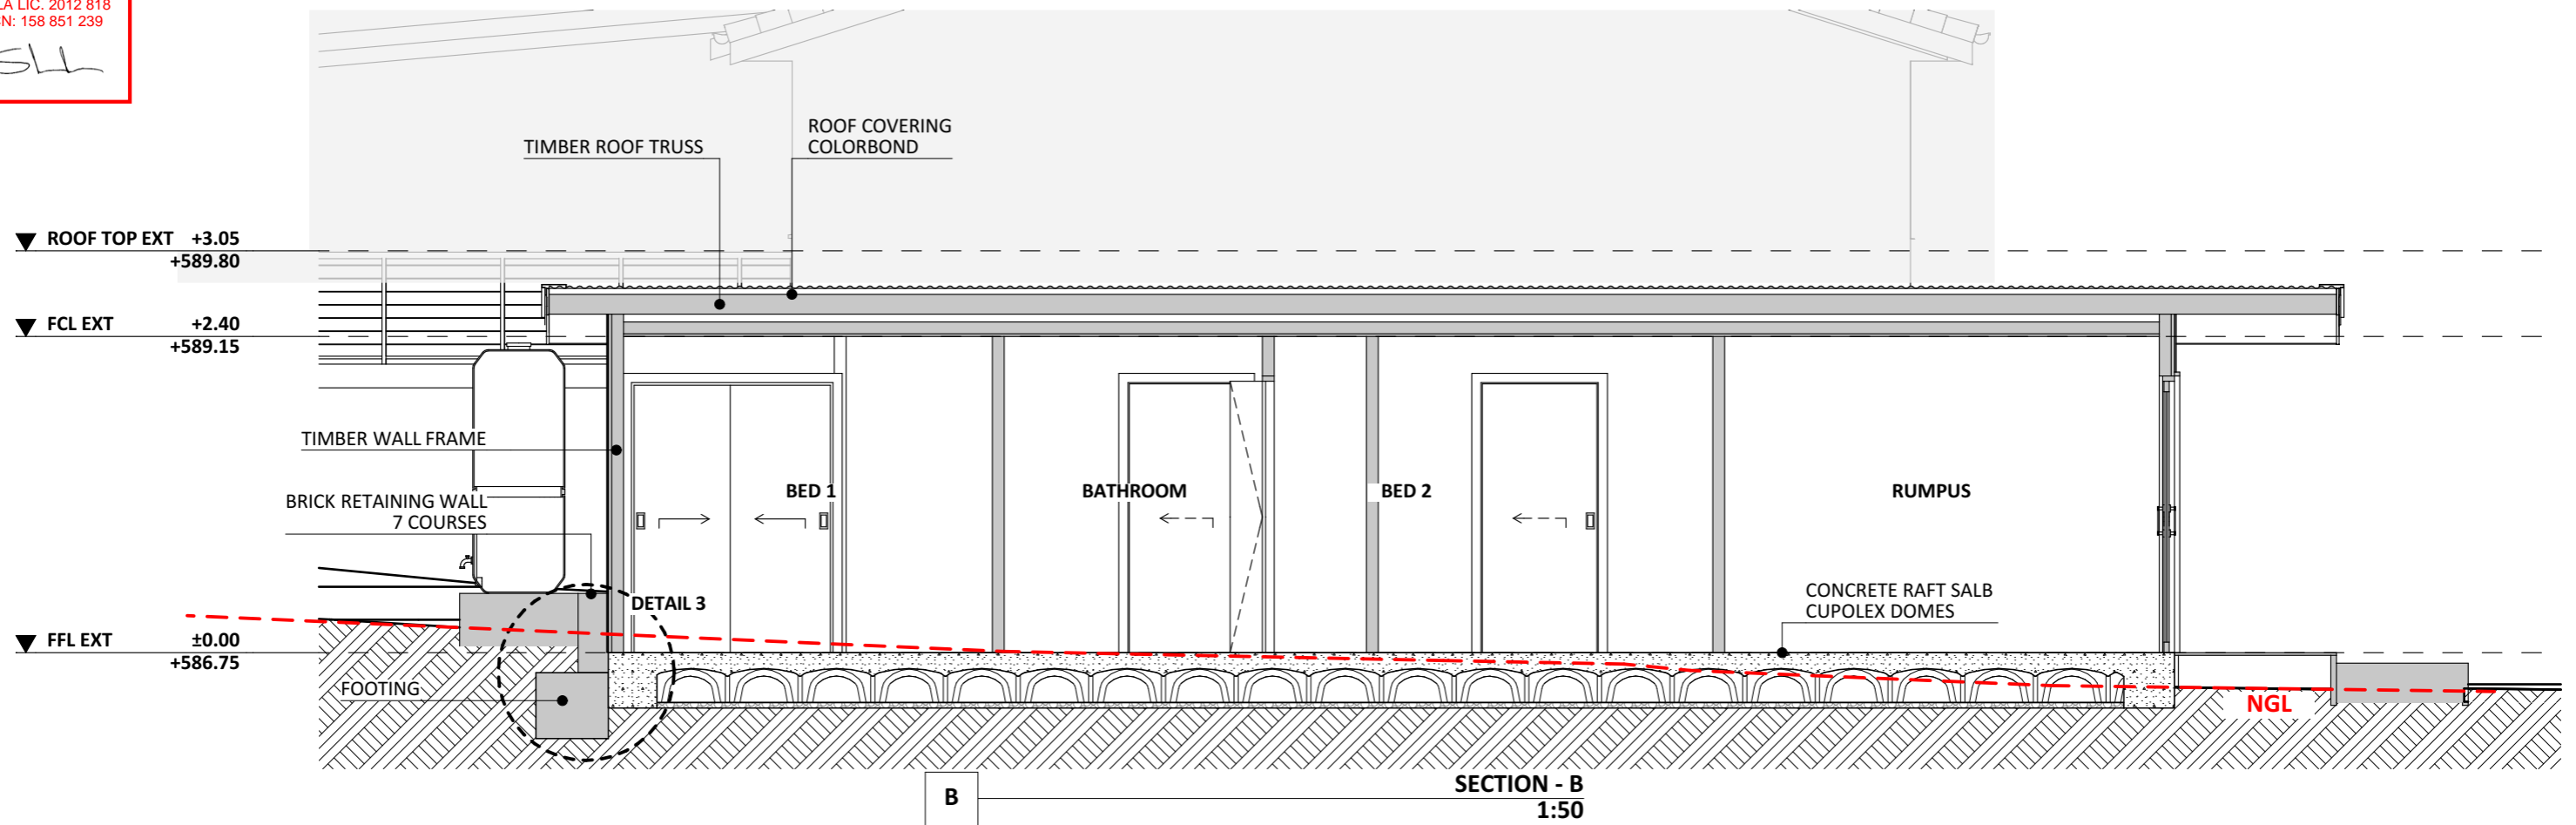 LA LIC. 2012 818
CN: 158 851 239
TIMBER ROOF TRUSS
ROOF COVERING
COLORBOND
ROOF TOP EXT +3.05
+589.80
FCL EXT +2.40
+589.15
TIMBER WALL FRAME
BRICK RETAINING WALL
7 COURSES
BED 1
BATHROOM
BED 2
RUMPUS
DETAIL 3
CONCRETE RAFT SALB
CUPOLEX DOMES
FFL EXT ±0.00
+586.75
FOOTING
NGL
B
SECTION - B
1:50